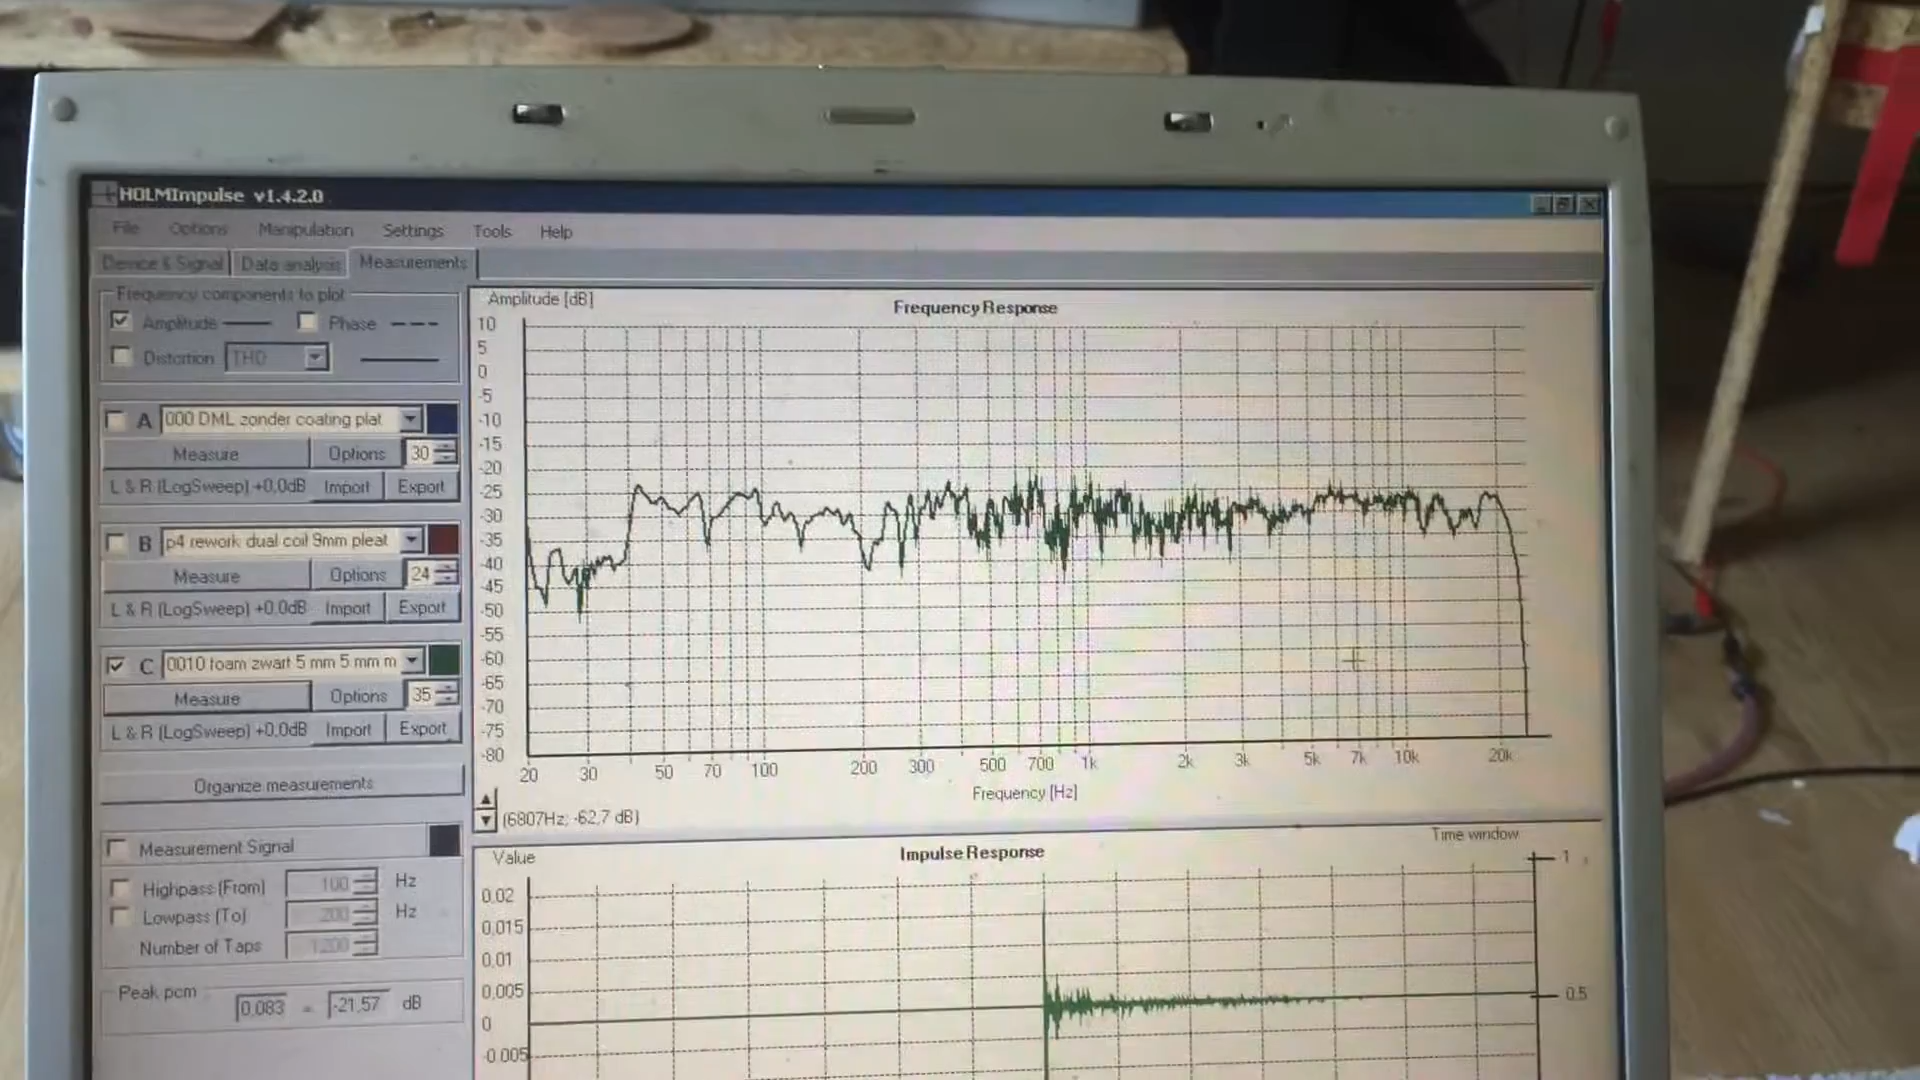 HOLMImpulse v1.4.2.0
File Options Manipulation Settings Tools Help
Device & Signal Data analysis Measurements
Frequency components to plot
Amplitude Phase
Distortion THD
A 000 DML zonder coating plat
Measure Options 30
L & R (LogSweep) +0,0dB Import Export
B p4 rework dual coil 9mm pleat
Measure Options 24
L & R (LogSweep) +0,0dB Import Export
C 0010 foam zwart 5 mm 5 mm m
Measure Options 35
L & R (LogSweep) +0,0dB Import Export
Organize measurements
Measurement Signal
Highpass (From) 100 Hz
Lowpass (To) 200 Hz
Number of Taps 1200
Peak pcm
0,083 = -21,57 dB
Amplitude [dB]
Frequency Response
10
5
0
-5
-10
-15
-20
-25
-30
-35
-40
-45
-50
-55
-60
-65
-70
-75
-80
20 30 50 70 100 200 300 500 700 1k 2k 3k 5k 7k 10k 20k
Frequency [Hz]
(6807Hz; -62,7 dB)
Value
Impulse Response
Time window
0,02
0,015
0,01
0,005
0
-0,005
1
0.5